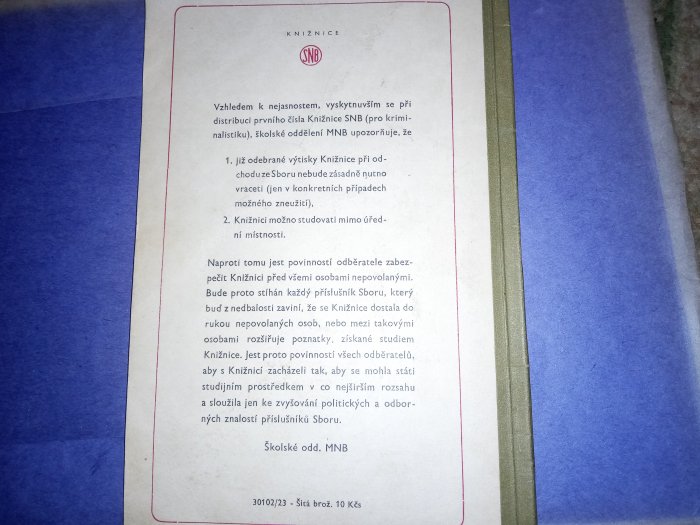 KNIŽNICE
SNB
Vzhledem k nejasnostem, vyskytnuvším se při
distribuci prvního čísla Knižnice SNB (pro krimi-
nalistiku), školské oddělení MNB upozorňuje, že
1. již odebrané výtisky Knižnice při od-
chodu ze Sboru nebude zásadně nutno
vraceti (jen v konkretních případech
možného zneužití),
2. Knižnici možno studovati mimo úřed-
ní místnosti.
Naproti tomu jest povinností odběratele zabez-
pečit Knižnici před všemi osobami nepovolanými.
Bude proto stíhán každý příslušník Sboru, který
buď z nedbalosti zaviní, že se Knižnice dostala do
rukou nepovolaných osob, nebo mezi takovými
osobami rozšiřuje poznatky, získané studiem
Knižnice. Jest proto povinností všech odběratelů,
aby s Knižnicí zacházeli tak, aby se mohla státi
studijním prostředkem v co nejširším rozsahu
a sloužila jen ke zvyšování politických a odbor-
ných znalostí příslušníků Sboru.
Školské odd. MNB
30102/23 - Šitá brož. 10 Kčs